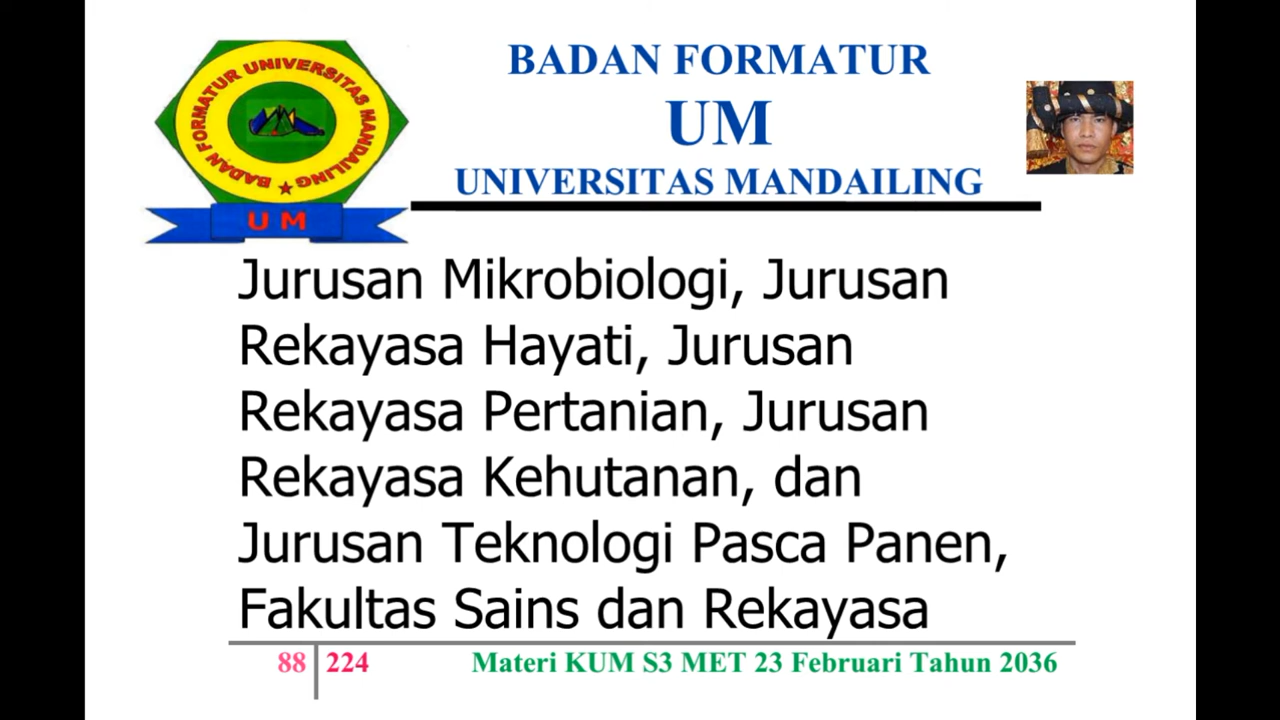 BADAN FORMATUR UNIVERSITAS MANDAILING
U M
BADAN FORMATUR
UM
UNIVERSITAS MANDAILING
Jurusan Mikrobiologi, Jurusan
Rekayasa Hayati, Jurusan
Rekayasa Pertanian, Jurusan
Rekayasa Kehutanan, dan
Jurusan Teknologi Pasca Panen,
Fakultas Sains dan Rekayasa
88 224 Materi KUM S3 MET 23 Februari Tahun 2036